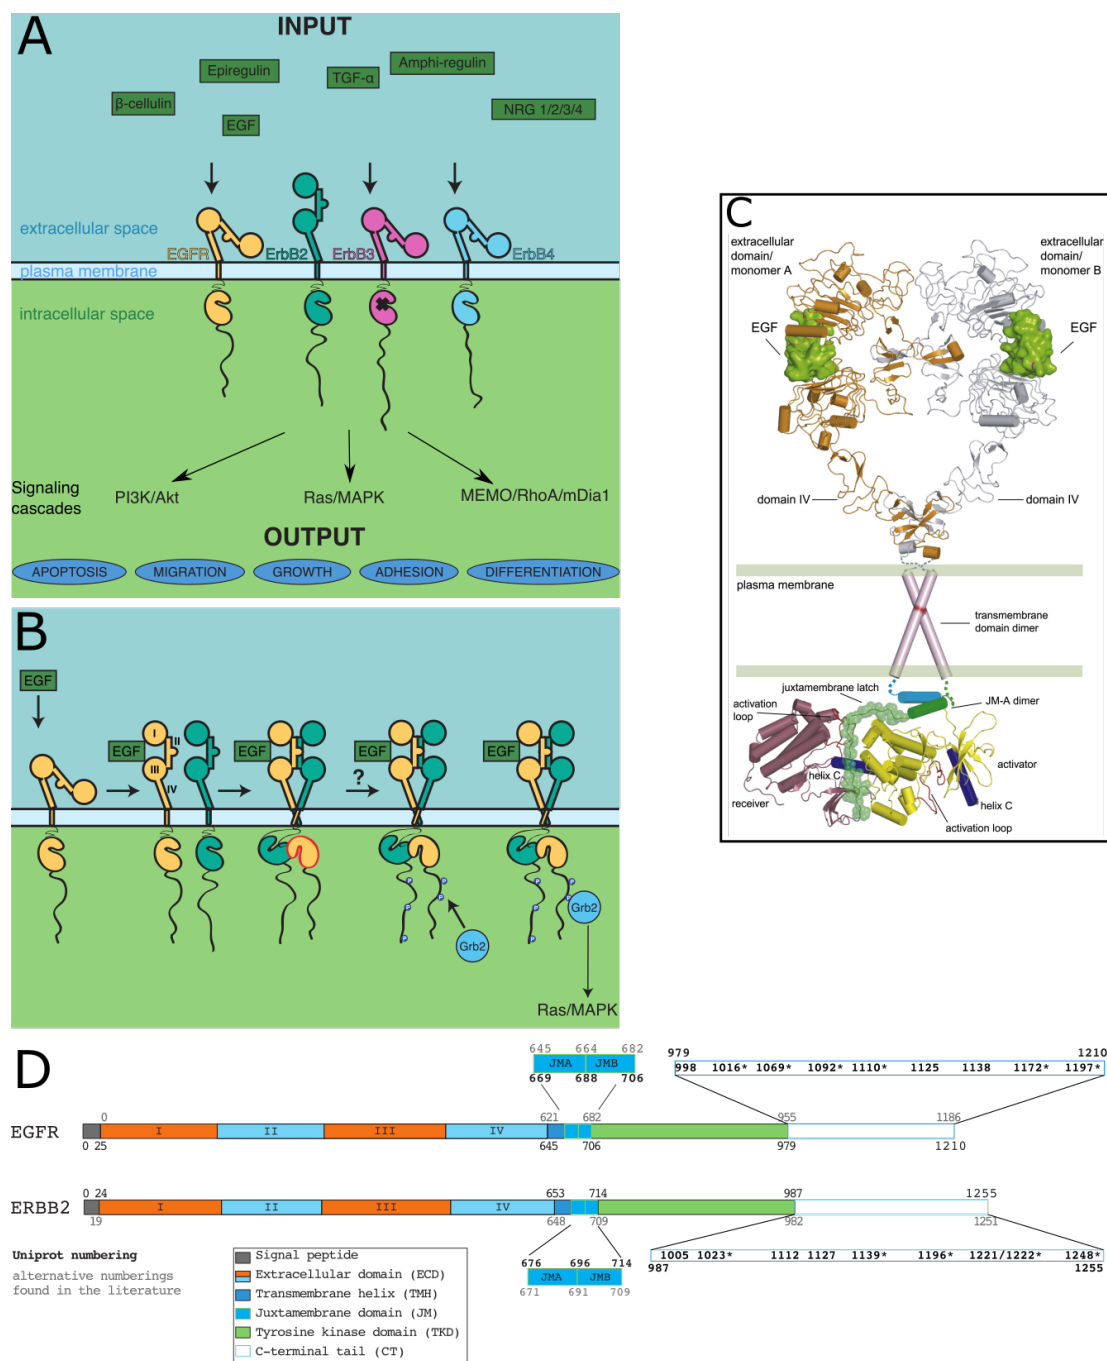 A
INPUT
Epiregulin
TGF-α
Amphi-regulin
β-cellulin
EGF
NRG 1/2/3/4
extracellular space
EGFR
ErbB2
ErbB3
ErbB4
plasma membrane
intracellular space
Signaling
cascades
PI3K/Akt
Ras/MAPK
MEMO/RhoA/mDia1
OUTPUT
APOPTOSIS
MIGRATION
GROWTH
ADHESION
DIFFERENTIATION
B
EGF
EGF
I
II
III
IV
EGF
?
EGF
EGF
P
P
P
P
P
P
P
Grb2
Grb2
Ras/MAPK
C
extracellular
domain/
monomer A
extracellular
domain/
monomer B
EGF
EGF
domain IV
domain IV
plasma membrane
transmembrane
domain dimer
juxtamembrane latch
activation
loop
JM-A dimer
helix C
activator
receiver
helix C
activation loop
D
645 664 682
JMA JMB
669 688 706
979 1210
998 1016* 1069* 1092* 1110* 1125 1138 1172* 1197*
0 621 682 955 1186
EGFR I II III IV
0 25 645 706 979 1210
0 24 653 714 987 1255
ERBB2 I II III IV
19 648 709 982 1251
1005 1023* 1112 1127 1139* 1196* 1221/1222* 1248*
987 1255
676 696 714
JMA JMB
671 691 709
Uniprot numbering
alternative numberings
found in the literature
Signal peptide
Extracellular domain (ECD)
Transmembrane helix (TMH)
Juxtamembrane domain (JM)
Tyrosine kinase domain (TKD)
C-terminal tail (CT)